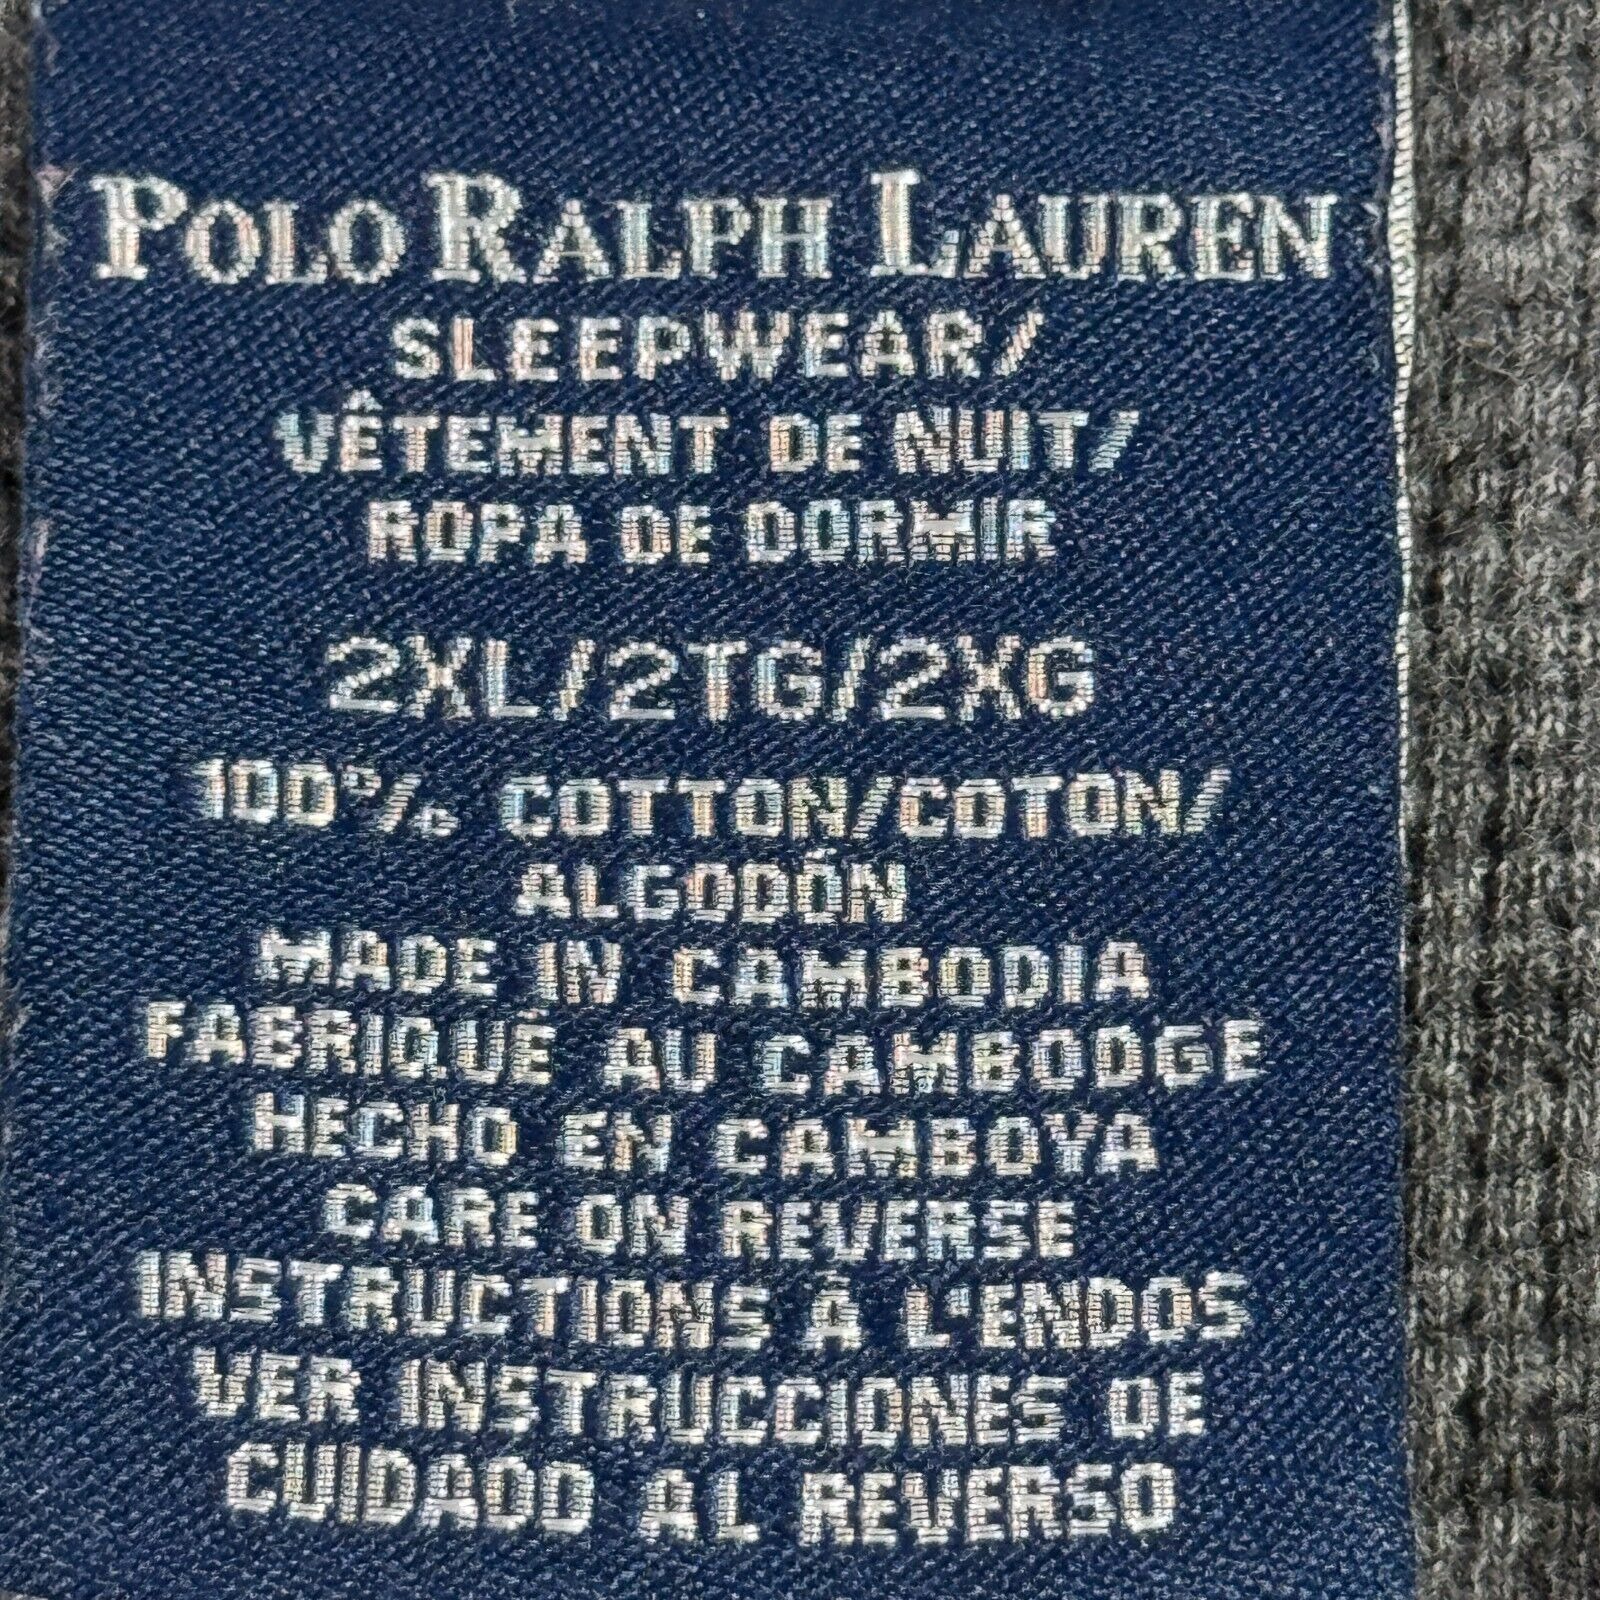 POLO RALPH LAUREN
SLEEPWEAR/
VÊTEMENT DE NUIT/
ROPA DE DORMIR
2XL/2TG/2XG
100% COTTON/COTON/
ALGODÓN
MADE IN CAMBODIA
FABRIQUÉ AU CAMBODGE
HECHO EN CAMBOYA
CARE ON REVERSE
INSTRUCTIONS À L'ENDOS
VER INSTRUCCIONES DE
CUIDADO AL REVERSO